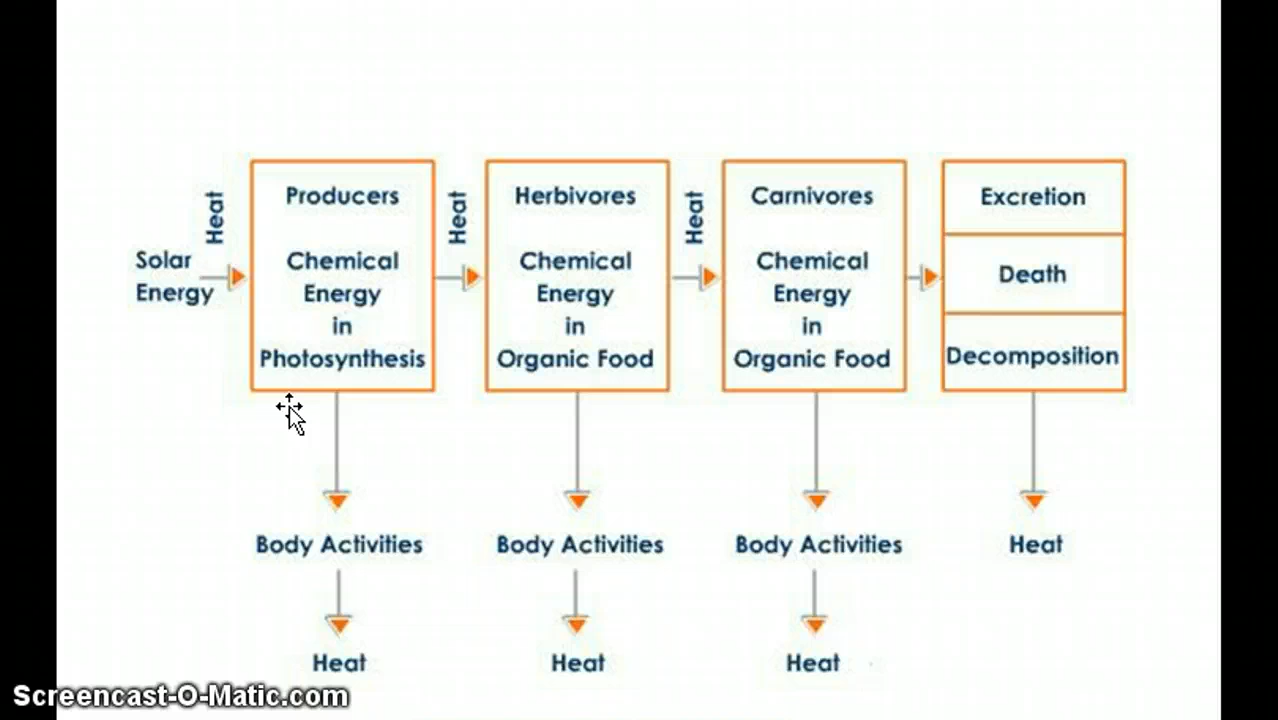 Heat
Solar
Energy
Producers
Chemical
Energy
in
Photosynthesis
Heat
Herbivores
Chemical
Energy
in
Organic Food
Heat
Carnivores
Chemical
Energy
in
Organic Food
Excretion
Death
Decomposition
Body Activities
Body Activities
Body Activities
Heat
Heat
Heat
Heat
Screencast-O-Matic.com